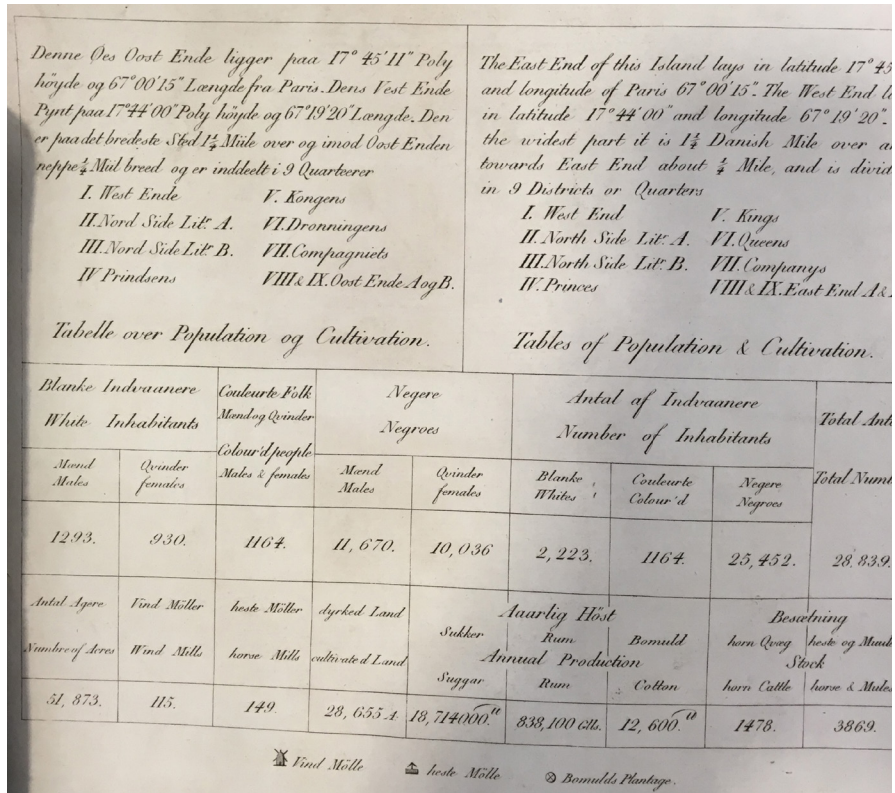 Denne Øes Oost Ende ligger paa 17° 45' 11" Poly
höyde og 67° 00' 15" Længde fra Paris. Dens Vest Ende
Pynt paa 17° 44' 00" Poly höyde og 67° 19' 20" Længde. Den
er paa det bredeste Sted 1 1/4 Müle over og imod Oost Enden
neppe 1/4 Miil breed og er inddeelt i 9 Quarteerer
I. West Ende V. Kongens
II. Nord Side Litr. A. VI. Dronningens
III. Nord Side Litr. B. VII. Compagniets
IV Prindsens VIII & IX. Oost Ende A og B.
Tabelle over Population og Cultivation.
The East End of this Island lays in latitude 17° 45
and longitude of Paris 67° 00' 15". The West End
in latitude 17° 44' 00" and longitude 67° 19' 20".
the widest part it is 1 1/4 Danish Mile over
towards East End about 1/4 Mile, and is divid
in 9 Districts or Quarters
I. West End V. Kings
II. North Side Litr. A. VI. Queens
III. North Side Litr. B. VII. Companys
IV. Princes VIII & IX. East End A &
Tables of Population & Cultivation.
Blanke Indvaanere Couleurte Folk Negere Antal af Indvaanere Total Anta
Mænd og Qvinder
White Inhabitants Negroes Number of Inhabitants
Colour'd people
Mænd Qvinder Males & females Mænd Qvinder Blanke Couleurte Negere Total Numb
Males females Males females Whites Colour'd Negroes
1293. 930. 1164. 11,670. 10,036 2,223. 1164. 25,452. 28,839.
Antal Agere Vind Möller heste Möller dyrked Land Aaarlig Höst Besætning
Sukker Rum Bomuld horn Qvæg heste og Muul
Numbre of Acres Wind Mills horse Mills cultivated Land Annual Production Stock
Suggar Rum Cotton horn Cattle horse & Mules
51,873. 115. 149. 28,655 A 18,714000. lb 838,100 Glls. 12,600. lb 1478. 3869.
Vind Mölle heste Mölle Bomulds Plantage.